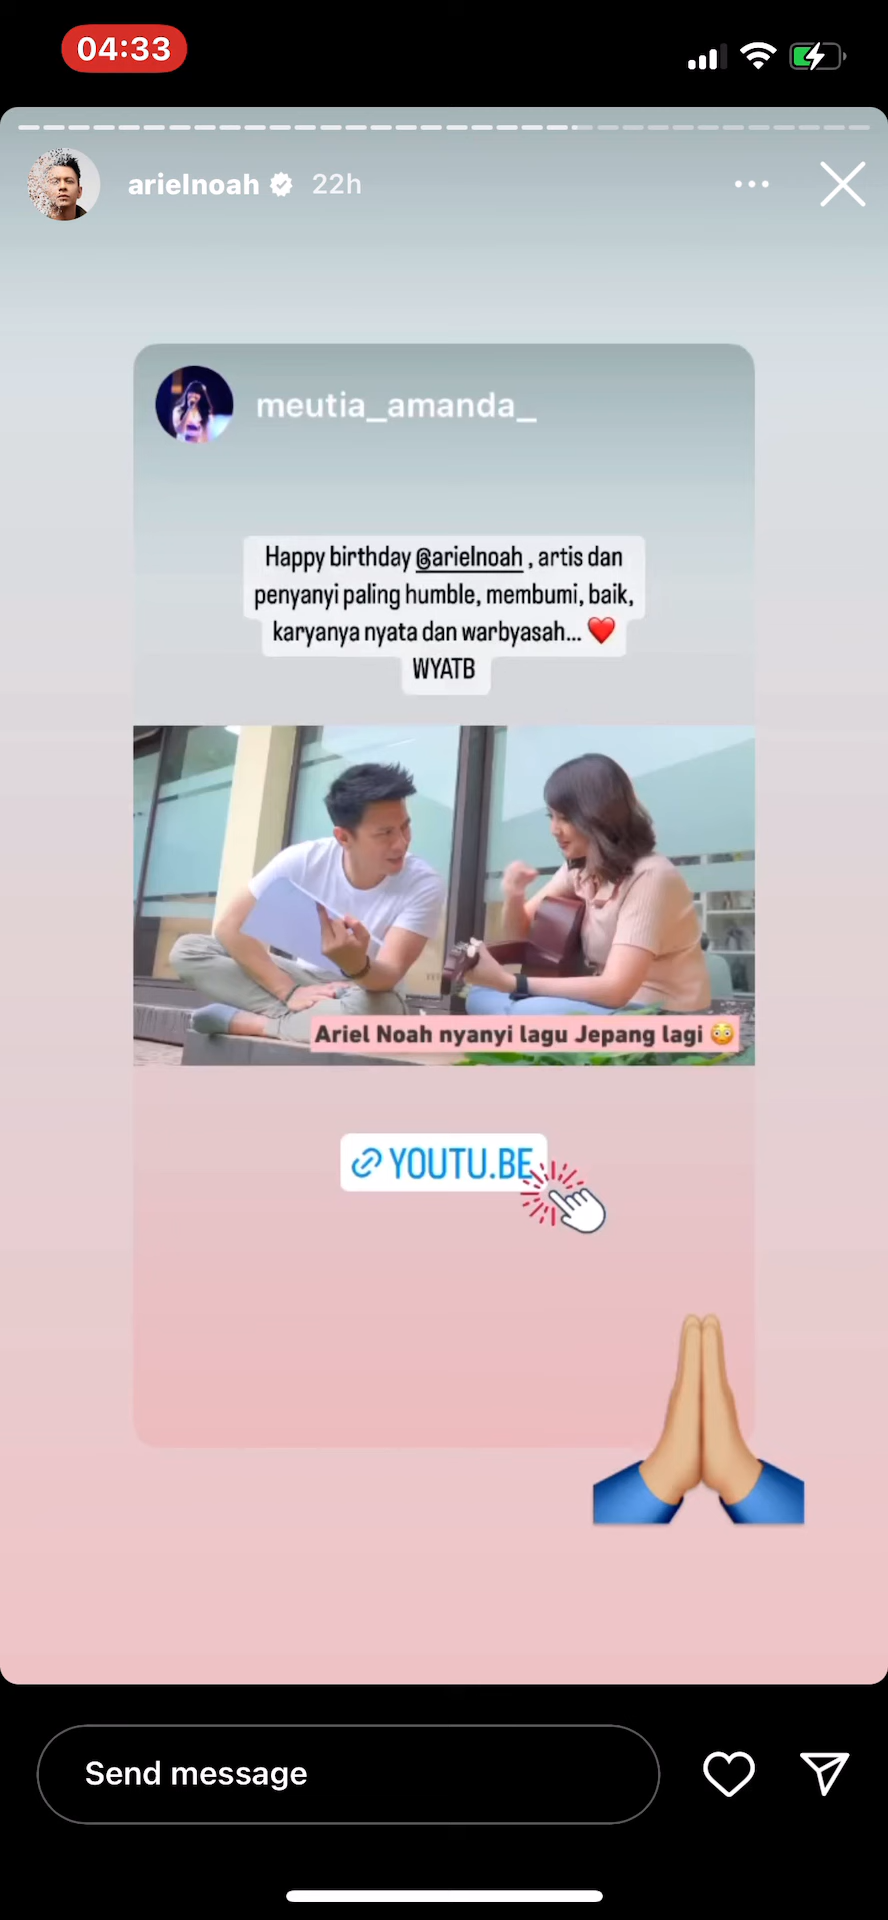 04:33
arielnoah 22h
meutia_amanda_
Happy birthday @arielnoah , artis dan
penyanyi paling humble, membumi, baik,
karyanya nyata dan warbyasah... ❤️
WYATB
Ariel Noah nyanyi lagu Jepang lagi 😳
YOUTU.BE
Send message